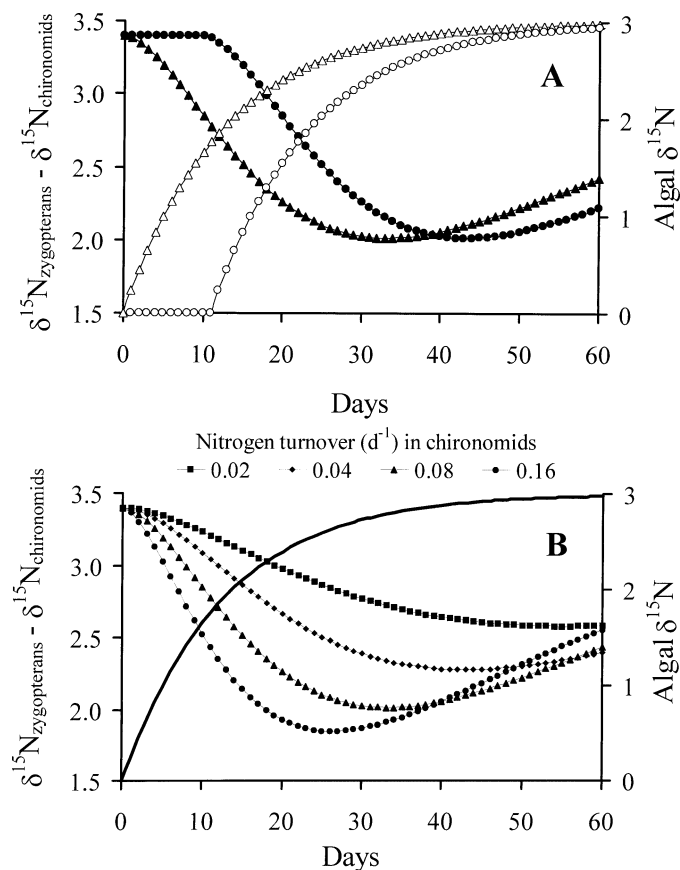 3.5
3.0
2.5
2.0
1.5
δ¹⁵Nzygopterans - δ¹⁵Nchironomids
A
3
2
1
0
Algal δ¹⁵N
0 10 20 30 40 50 60
Days
Nitrogen turnover (d⁻¹) in chironomids
0.02 0.04 0.08 0.16
3.5
3.0
2.5
2.0
1.5
δ¹⁵Nzygopterans - δ¹⁵Nchironomids
B
3
2
1
0
Algal δ¹⁵N
0 10 20 30 40 50 60
Days